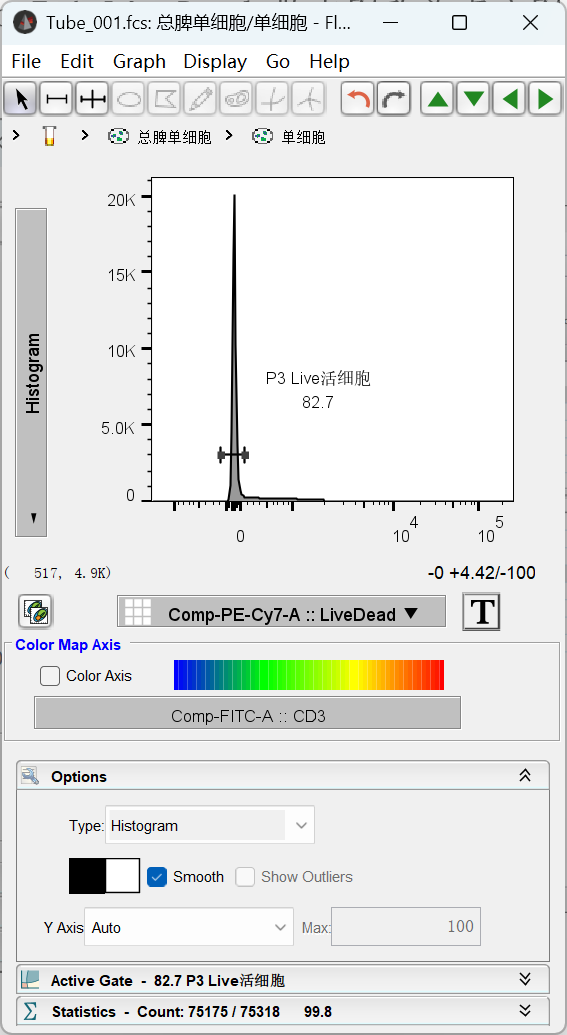 Tube_001.fcs: 总脾单细胞/单细胞 - Fl...
File Edit Graph Display Go Help
T
> > 总脾单细胞 > 单细胞
20K
15K
10K
5.0K
0
Histogram
P3 Live活细胞
82.7
0 10^4 10^5
( 517, 4.9K) -0 +4.42/-100
Comp-PE-Cy7-A :: LiveDead ▼ T
Color Map Axis
Color Axis
Comp-FITC-A :: CD3
Options
Type: Histogram
Smooth Show Outliers
Y Axis Auto Max: 100
Active Gate - 82.7 P3 Live活细胞
Σ Statistics - Count: 75175 / 75318 99.8